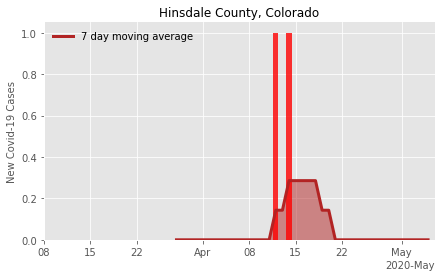 Hinsdale County, Colorado
7 day moving average
New Covid-19 Cases
1.0
0.8
0.6
0.4
0.2
0.0
08 15 22 Apr 08 15 22 May
2020-May